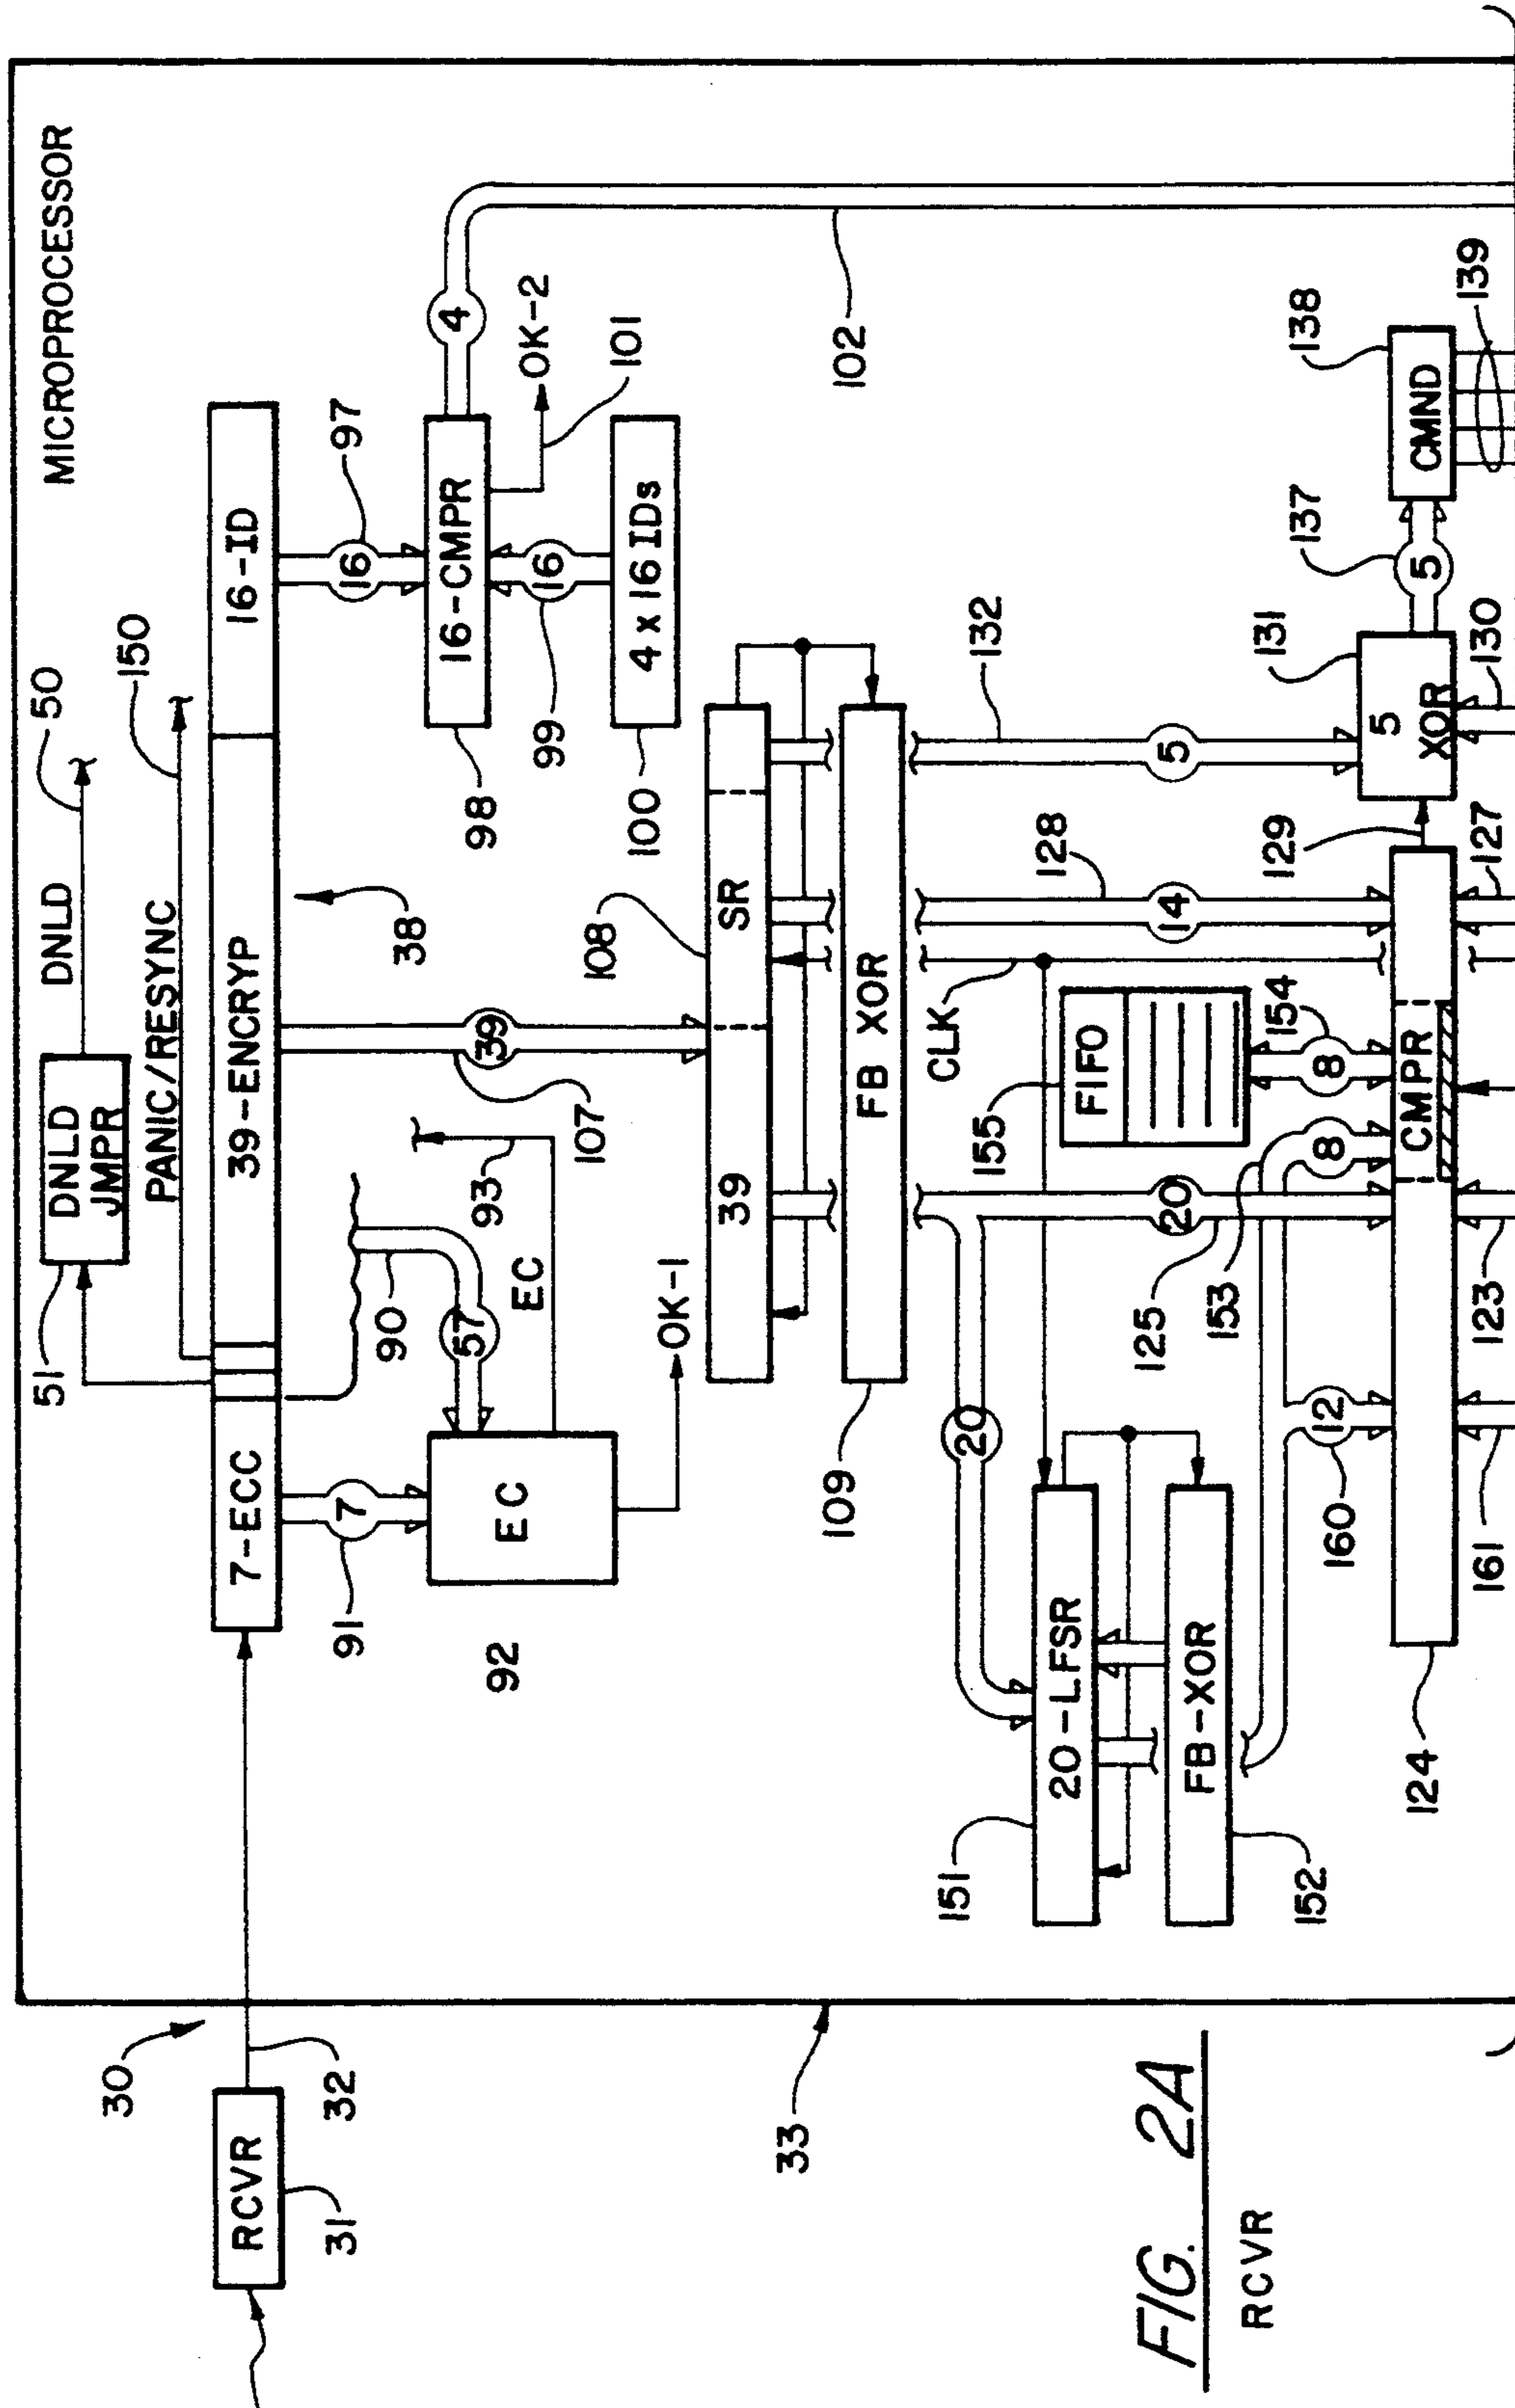 MICROPROCESSOR
30
RCVR
31
32
33
51
DNLD
JMPR
DNLD
50
PANIC/RESYNC
150
7-ECC
39-ENCRYP
16-ID
38
91
7
92
EC
90
57
EC
93
OK-1
107
39
97
16
16-CMPR
98
99
16
4 x 16 IDs
100
OK-2
101
4
102
108
39
SR
109
FB XOR
20
151
20-LFSR
FB-XOR
152
CLK
155
FIFO
125
20
153
8
154
8
128
14
132
5
160
12
124
CMPR
161
123
127
129
5
XOR
131
130
137
5
CMND
138
139
FIG. 2A
RCVR